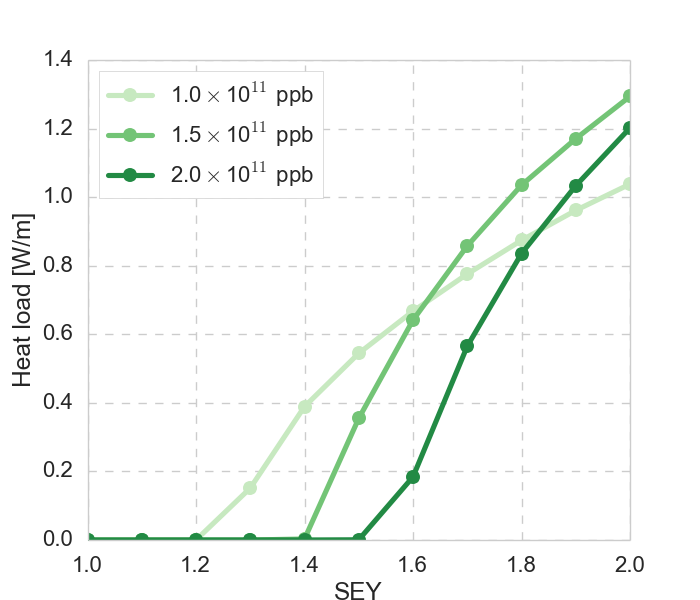 1.4
1.2
1.0
0.8
0.6
0.4
0.2
0.0
Heat load [W/m]
1.0 × 10¹¹ ppb
1.5 × 10¹¹ ppb
2.0 × 10¹¹ ppb
1.0 1.2 1.4 1.6 1.8 2.0
SEY